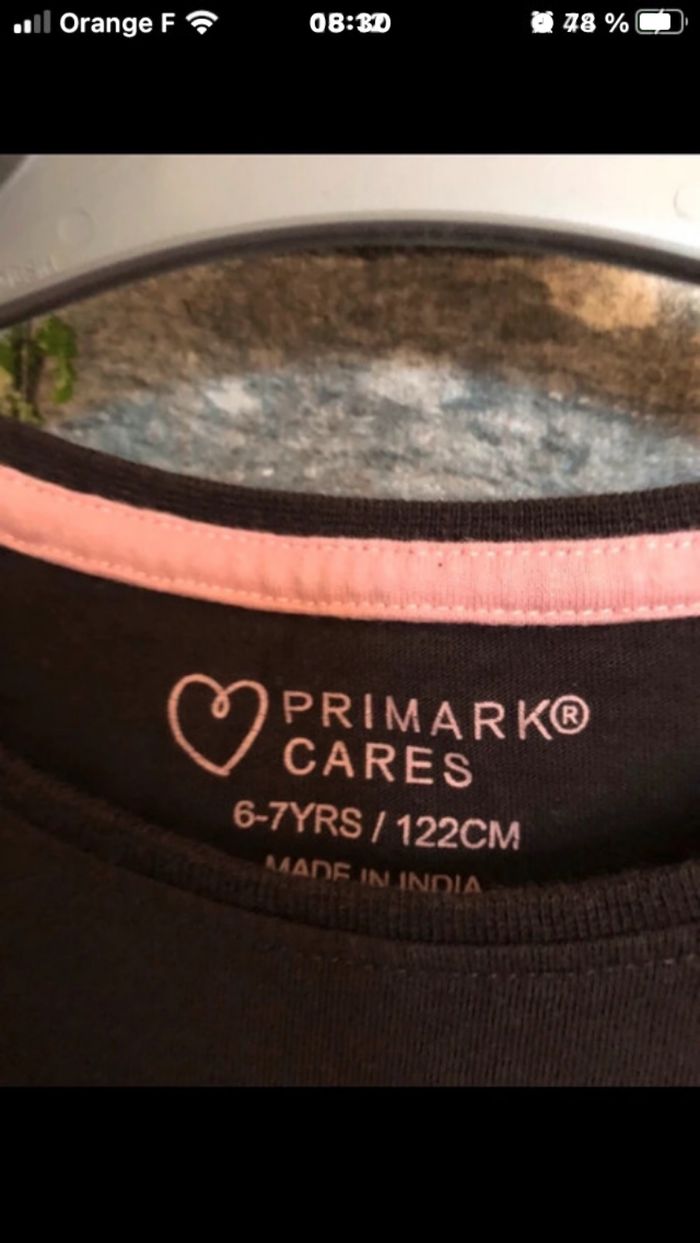 Orange F %
PRIMARK®
CARES
6-7YRS / 122CM
MADE IN INDIA